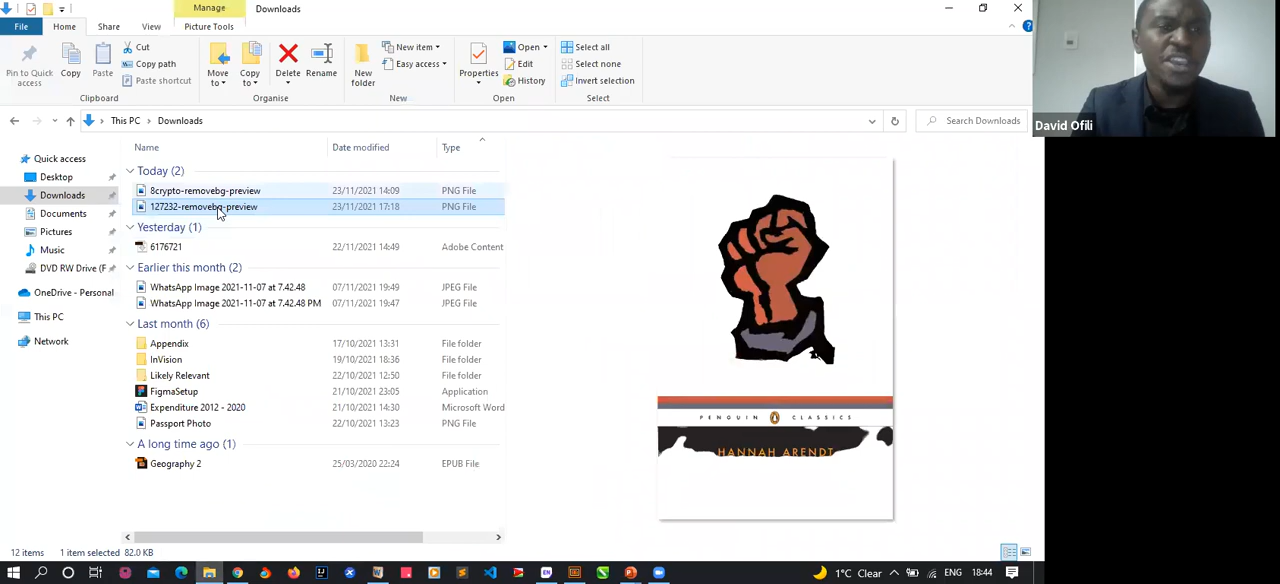 Manage
Downloads
File
Home
Share
View
Picture Tools
Pin to Quick access
Copy
Paste
Cut
Copy path
Paste shortcut
Clipboard
Move to
Copy to
Delete
Rename
Organise
New folder
New item
Easy access
New
Properties
Open
Edit
History
Open
Select all
Select none
Invert selection
Select
This PC > Downloads
Search Downloads
David Ofili
Name Date modified Type
Quick access
Desktop
Downloads
Documents
Pictures
Music
DVD RW Drive (F
OneDrive - Personal
This PC
Network
Today (2)
8crypto-removebg-preview 23/11/2021 14:09 PNG File
127232-removebg-preview 23/11/2021 17:18 PNG File
Yesterday (1)
6176721 22/11/2021 14:49 Adobe Content
Earlier this month (2)
WhatsApp Image 2021-11-07 at 7.42.48 07/11/2021 19:49 JPEG File
WhatsApp Image 2021-11-07 at 7.42.48 PM 07/11/2021 19:47 JPEG File
Last month (6)
Appendix 17/10/2021 13:31 File folder
InVision 19/10/2021 18:36 File folder
Likely Relevant 22/10/2021 12:50 File folder
FigmaSetup 21/10/2021 23:05 Application
Expenditure 2012 - 2020 21/10/2021 14:30 Microsoft Word
Passport Photo 22/10/2021 13:23 PNG File
A long time ago (1)
Geography 2 25/03/2020 22:24 EPUB File
PENGUIN CLASSICS
HANNAH ARENDT
12 items 1 item selected 82.0 KB
1°C Clear
ENG
18:44